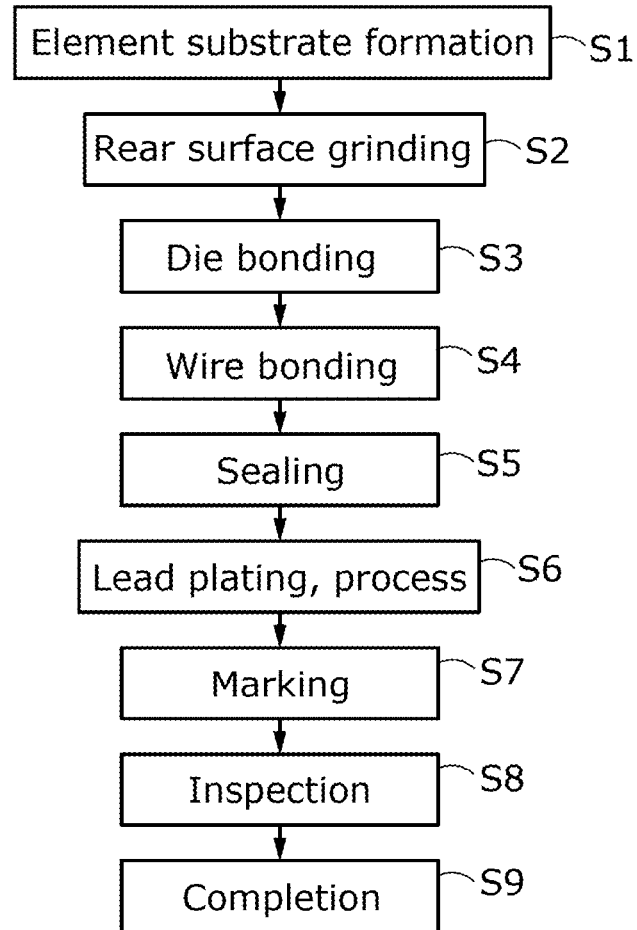 Element substrate formation S1
Rear surface grinding S2
Die bonding S3
Wire bonding S4
Sealing S5
Lead plating, process S6
Marking S7
Inspection S8
Completion S9